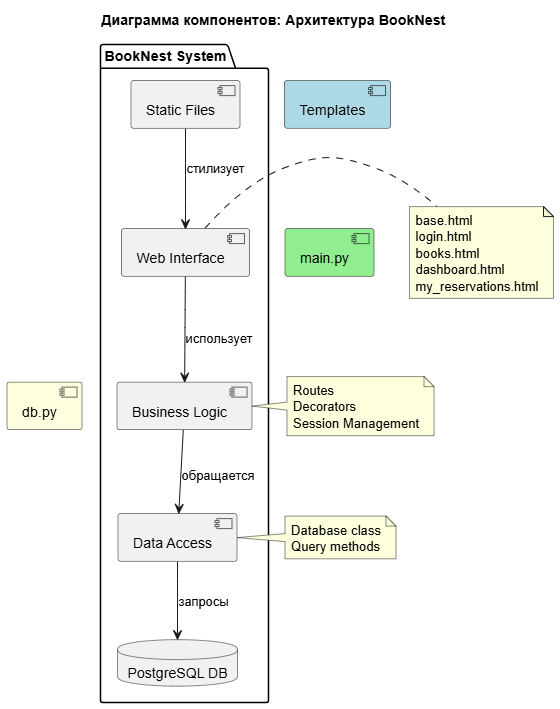 Диаграмма компонентов: Архитектура BookNest
BookNest System
Static Files
Templates
стилизует
base.html
login.html
books.html
dashboard.html
my_reservations.html
Web Interface
main.py
использует
Routes
Decorators
Session Management
db.py
Business Logic
обращается
Database class
Query methods
Data Access
запросы
PostgreSQL DB